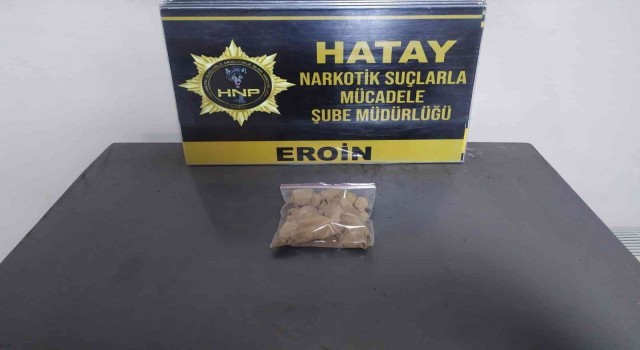 HATAY
NARKOTİK SUÇLARLA
MÜCADELE
ŞUBE MÜDÜRLÜĞÜ
HNP
EROİN